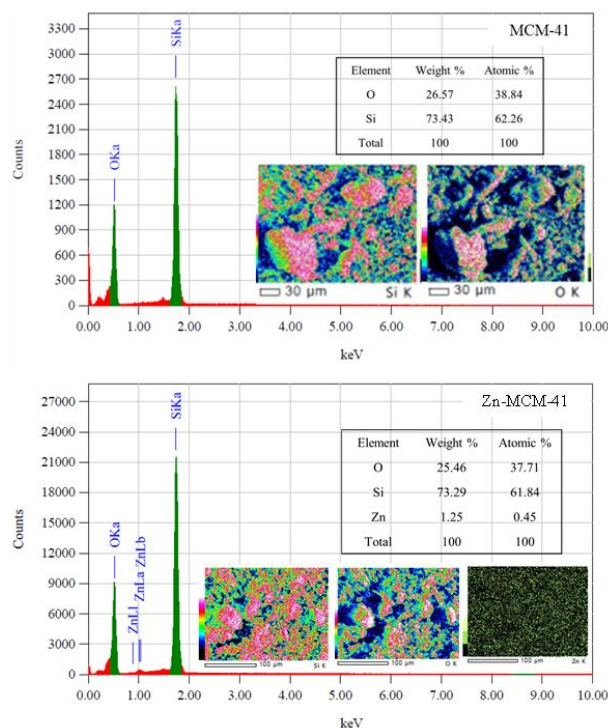 MCM-41
3300
3000
2700
2400
2100
1800
1500
1200
900
600
300
0
Counts
OKa
SiKa
Element Weight % Atomic %
O 26.57 38.84
Si 73.43 62.26
Total 100 100
30 µm Si K
30 µm O K
0.00 1.00 2.00 3.00 4.00 5.00 6.00 7.00 8.00 9.00 10.00
keV
Zn-MCM-41
27000
24000
21000
18000
15000
12000
9000
6000
3000
0
Counts
OKa
ZnLl
ZnLa ZnLb
SiKa
Element Weight % Atomic %
O 25.46 37.71
Si 73.29 61.84
Zn 1.25 0.45
Total 100 100
100 µm Si K
100 µm O K
100 µm Zn K
0.00 1.00 2.00 3.00 4.00 5.00 6.00 7.00 8.00 9.00 10.00
keV